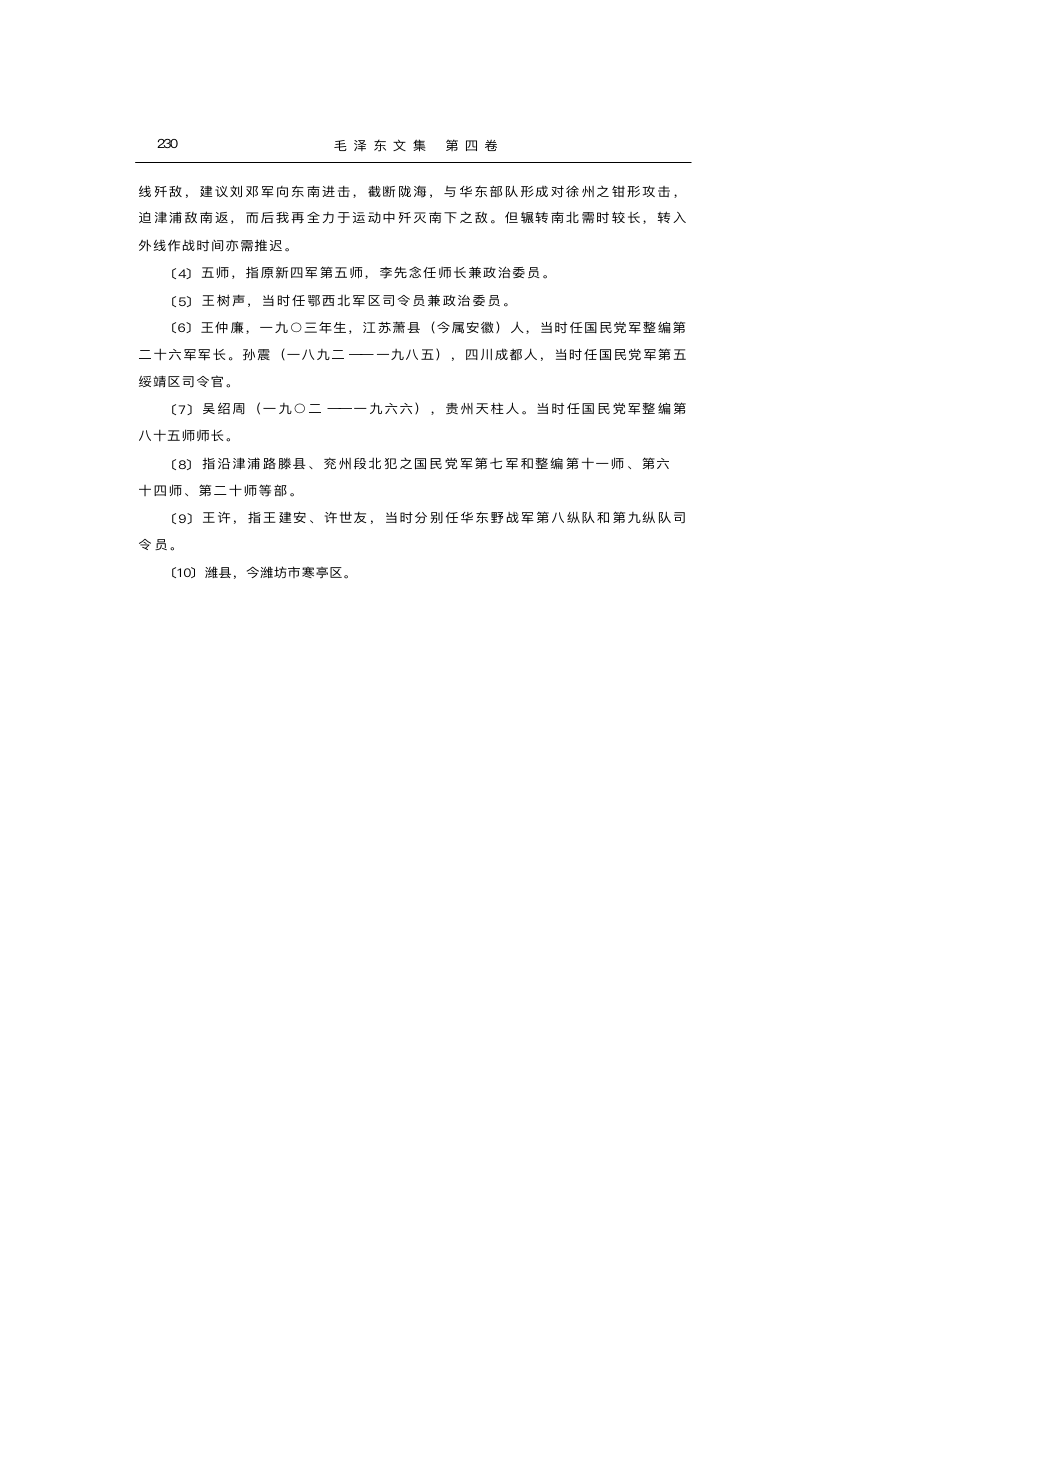 230
毛泽东文集 第四卷
线歼敌，建议刘邓军向东南进击，截断陇海，与华东部队形成对徐州之钳形攻击，
迫津浦敌南返，而后我再全力于运动中歼灭南下之敌。但辗转南北需时较长，转入
外线作战时间亦需推迟。
〔4〕五师，指原新四军第五师，李先念任师长兼政治委员。
〔5〕王树声，当时任鄂西北军区司令员兼政治委员。
〔6〕王仲廉，一九〇三年生，江苏萧县（今属安徽）人，当时任国民党军整编第
二十六军军长。孙震（一八九二——一九八五），四川成都人，当时任国民党军第五
绥靖区司令官。
〔7〕吴绍周（一九〇二——一九六六），贵州天柱人。当时任国民党军整编第
八十五师师长。
〔8〕指沿津浦路滕县、兖州段北犯之国民党军第七军和整编第十一师、第六
十四师、第二十师等部。
〔9〕王许，指王建安、许世友，当时分别任华东野战军第八纵队和第九纵队司
令员。
〔10〕潍县，今潍坊市寒亭区。